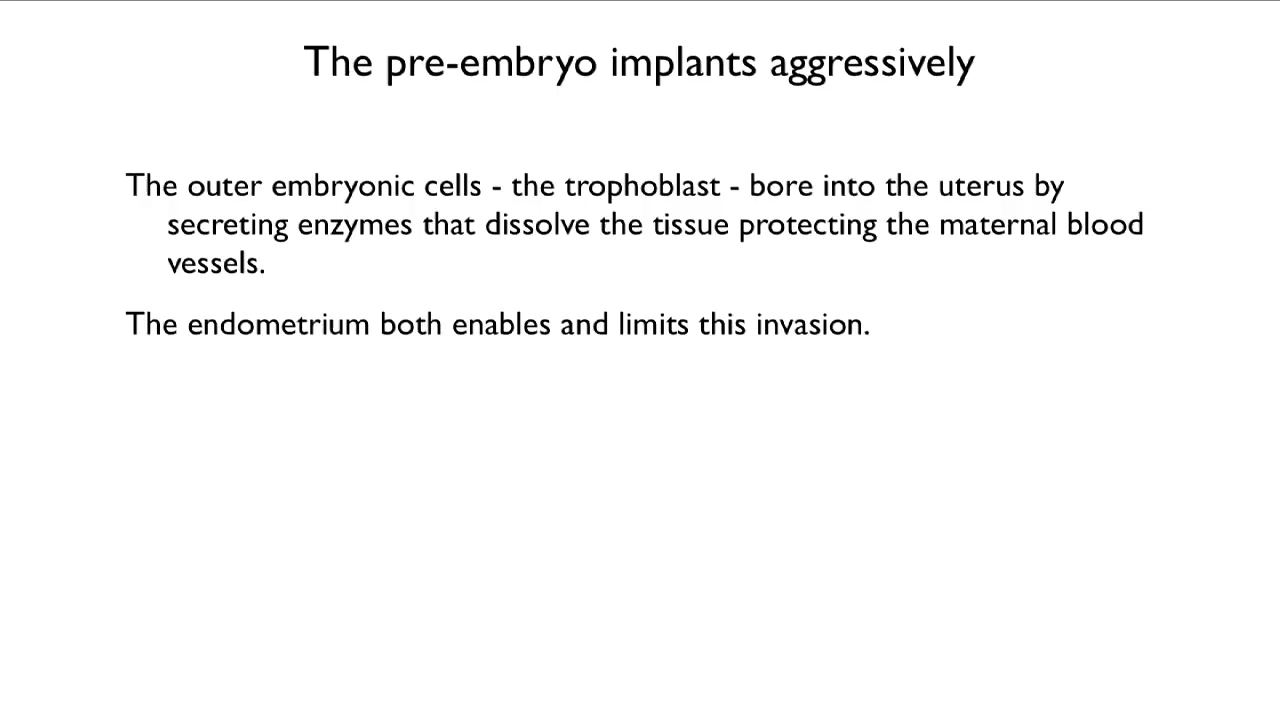 The pre-embryo implants aggressively
The outer embryonic cells - the trophoblast - bore into the uterus by
secreting enzymes that dissolve the tissue protecting the maternal blood
vessels.
The endometrium both enables and limits this invasion.